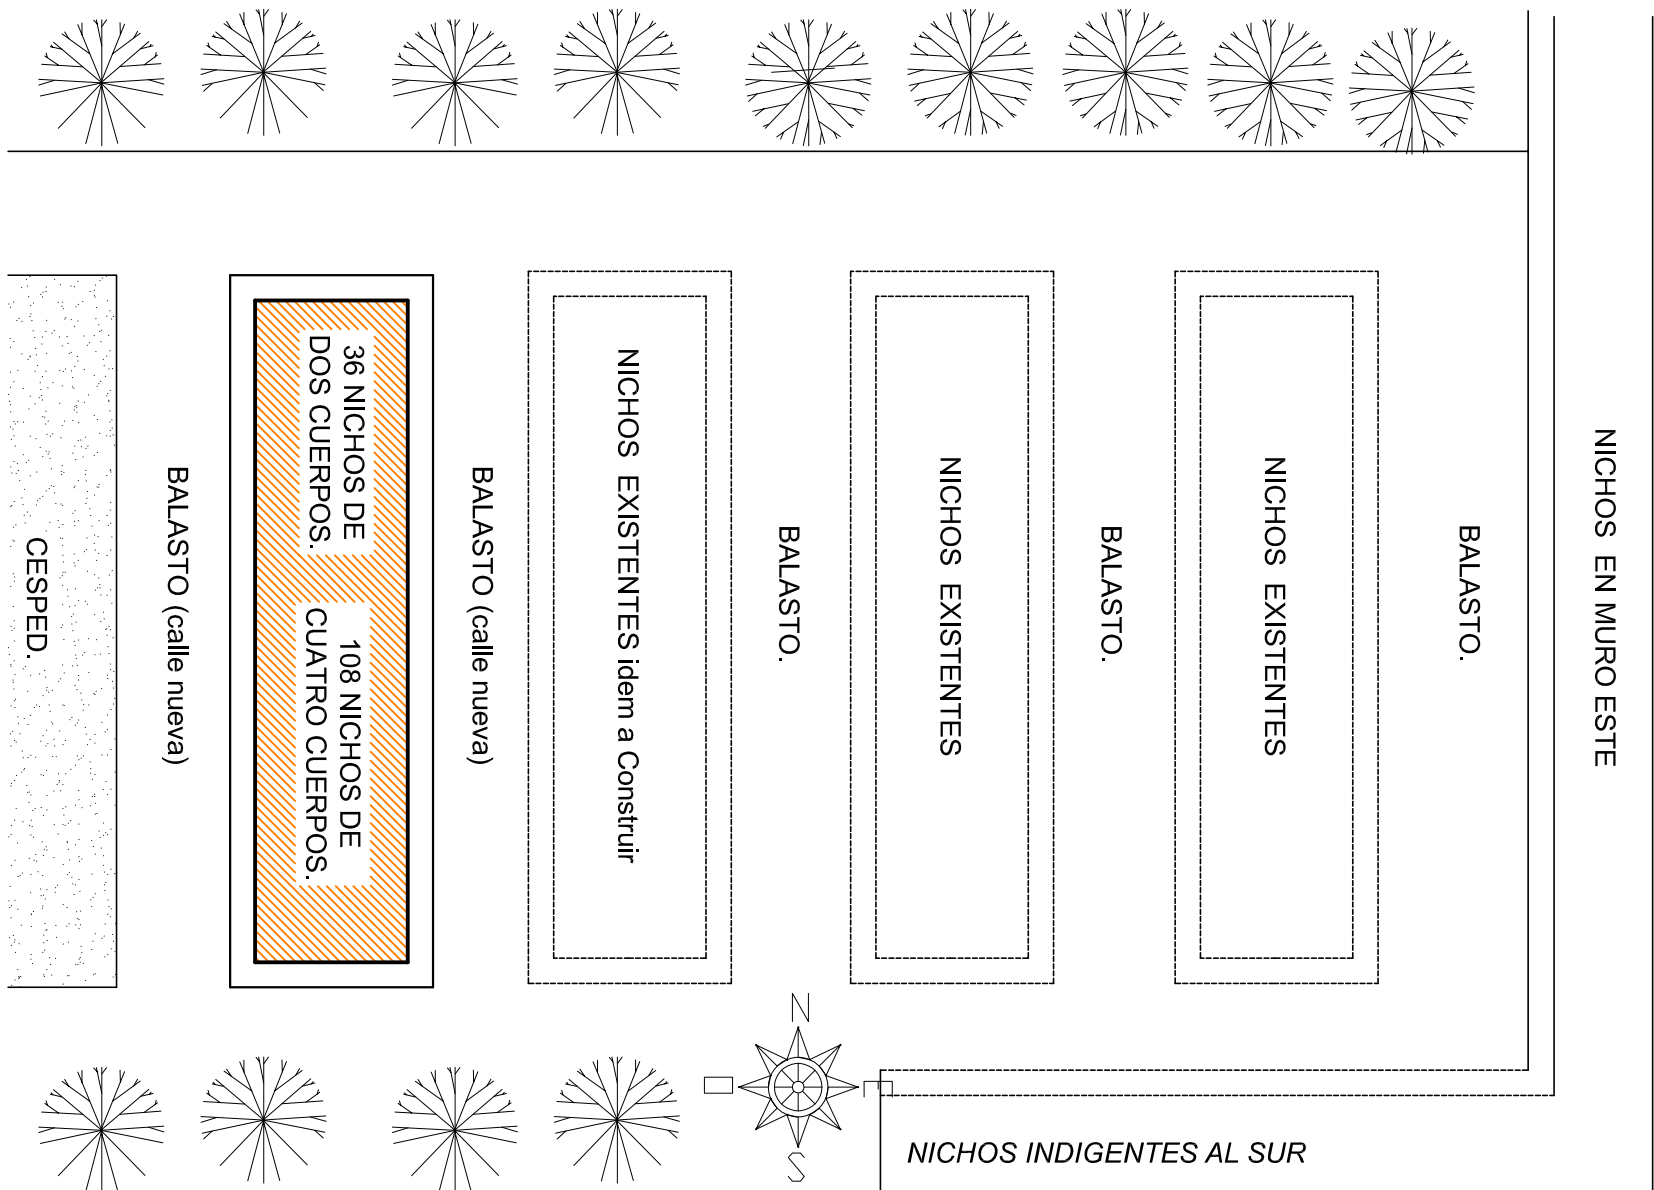 CESPED.
BALASTO (calle nueva)
36 NICHOS DE
DOS CUERPOS.
108 NICHOS DE
CUATRO CUERPOS.
BALASTO (calle nueva)
NICHOS EXISTENTES idem a Construir
BALASTO.
NICHOS EXISTENTES
BALASTO.
NICHOS EXISTENTES
BALASTO.
NICHOS EN MURO ESTE
N
S
NICHOS INDIGENTES AL SUR